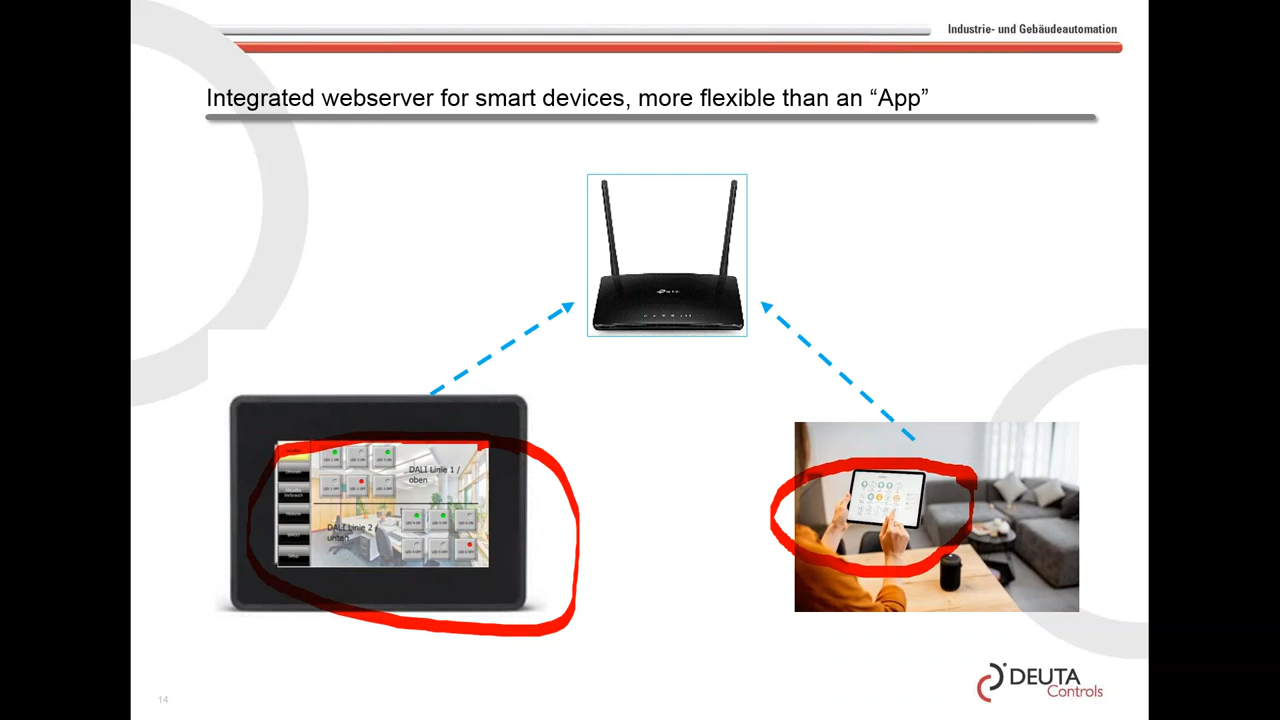 Industrie- und Gebäudeautomation
Integrated webserver for smart devices, more flexible than an “App”
DALI Linie 1 /
oben
DALI Linie 2 /
unten
Setup
14
DEUTA
Controls